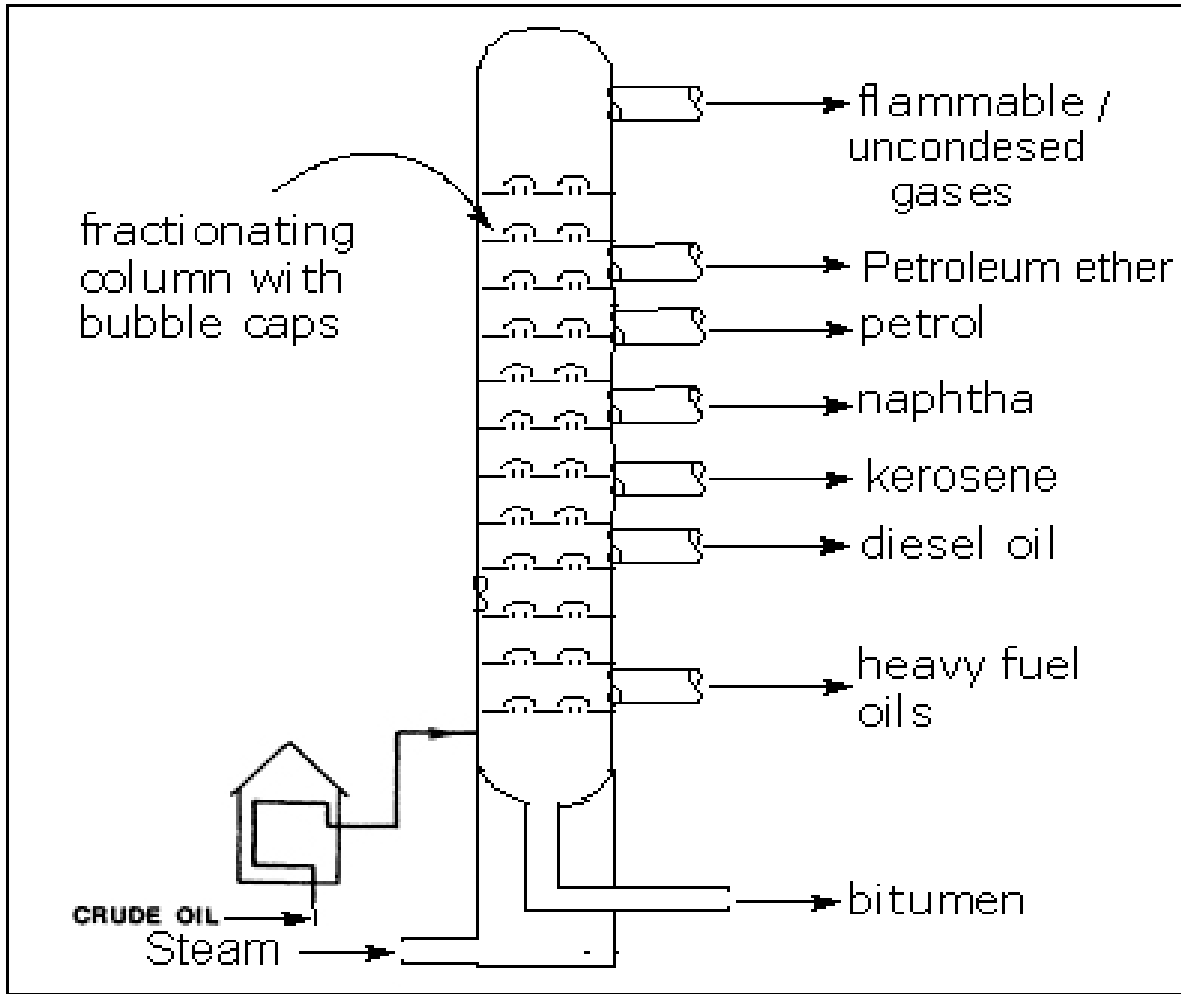 flammable /
uncondesed
gases
fractionating
column with
bubble caps
Petroleum ether
petrol
naphtha
kerosene
diesel oil
heavy fuel
oils
CRUDE OIL
Steam
bitumen